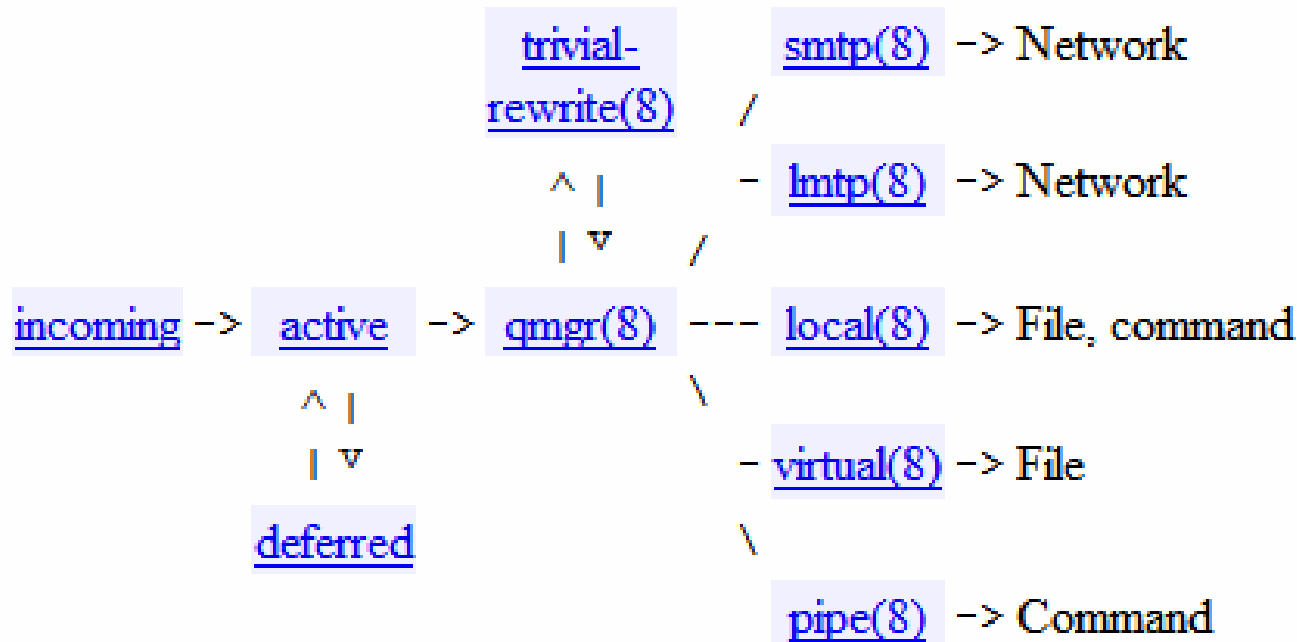 trivial- smtp(8) -> Network
rewrite(8) /
^ | - lmtp(8) -> Network
| v /
incoming -> active -> qmgr(8) --- local(8) -> File, command
^ | \
| v - virtual(8) -> File
deferred \
pipe(8) -> Command